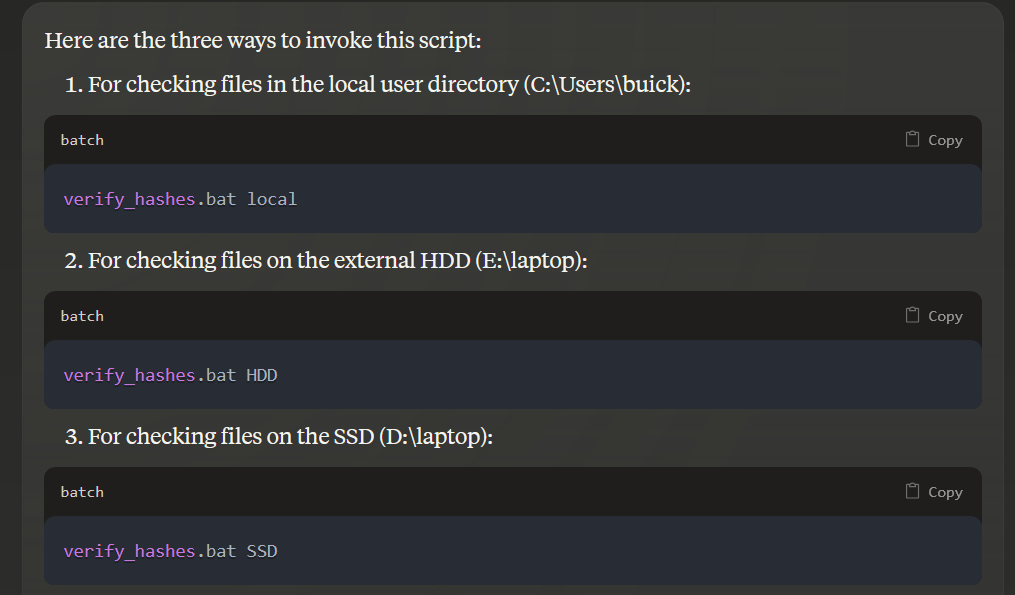 Here are the three ways to invoke this script:
1. For checking files in the local user directory (C:\Users\buick):
batch Copy
verify_hashes.bat local
2. For checking files on the external HDD (E:\laptop):
batch Copy
verify_hashes.bat HDD
3. For checking files on the SSD (D:\laptop):
batch Copy
verify_hashes.bat SSD